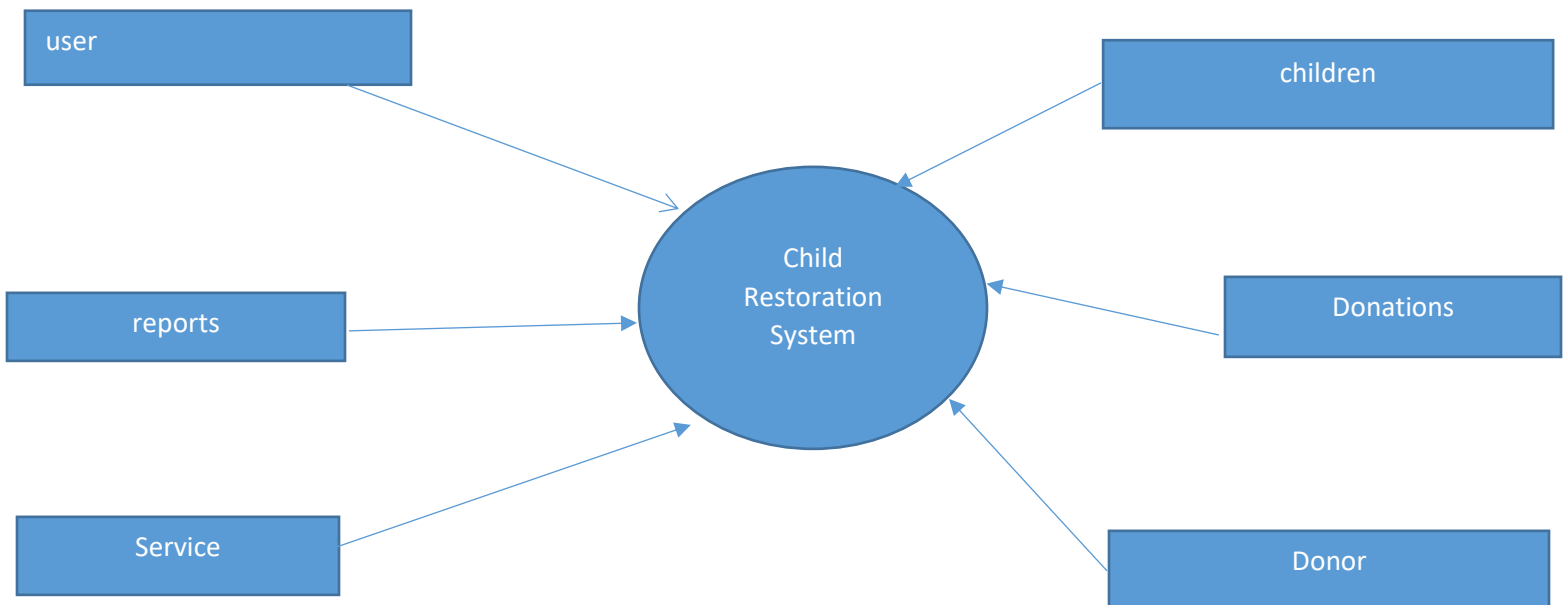 user
children
Child
Restoration
System
reports
Donations
Service
Donor